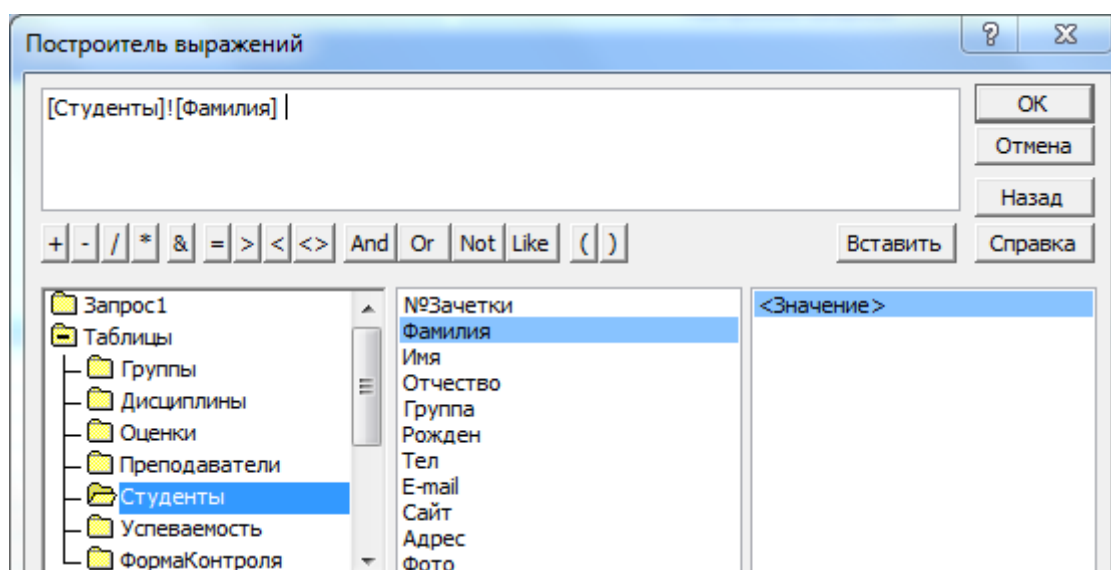 Построитель выражений
[Студенты]![Фамилия]
OK
Отмена
Назад
+ - / * & = > < <> And Or Not Like ( ) Вставить Справка
Запрос1
Таблицы
Группы
Дисциплины
Оценки
Преподаватели
Студенты
Успеваемость
ФормаКонтроля
№Зачетки
Фамилия
Имя
Отчество
Группа
Рожден
Тел
E-mail
Сайт
Адрес
Фото
<Значение>